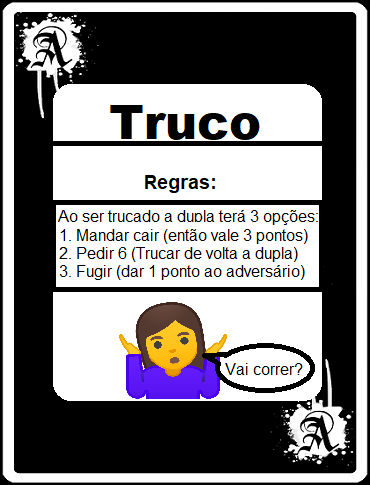 A
Truco
Regras:
Ao ser trucado a dupla terá 3 opções:
1. Mandar cair (então vale 3 pontos)
2. Pedir 6 (Trucar de volta a dupla)
3. Fugir (dar 1 ponto ao adversário)
Vai correr?
A